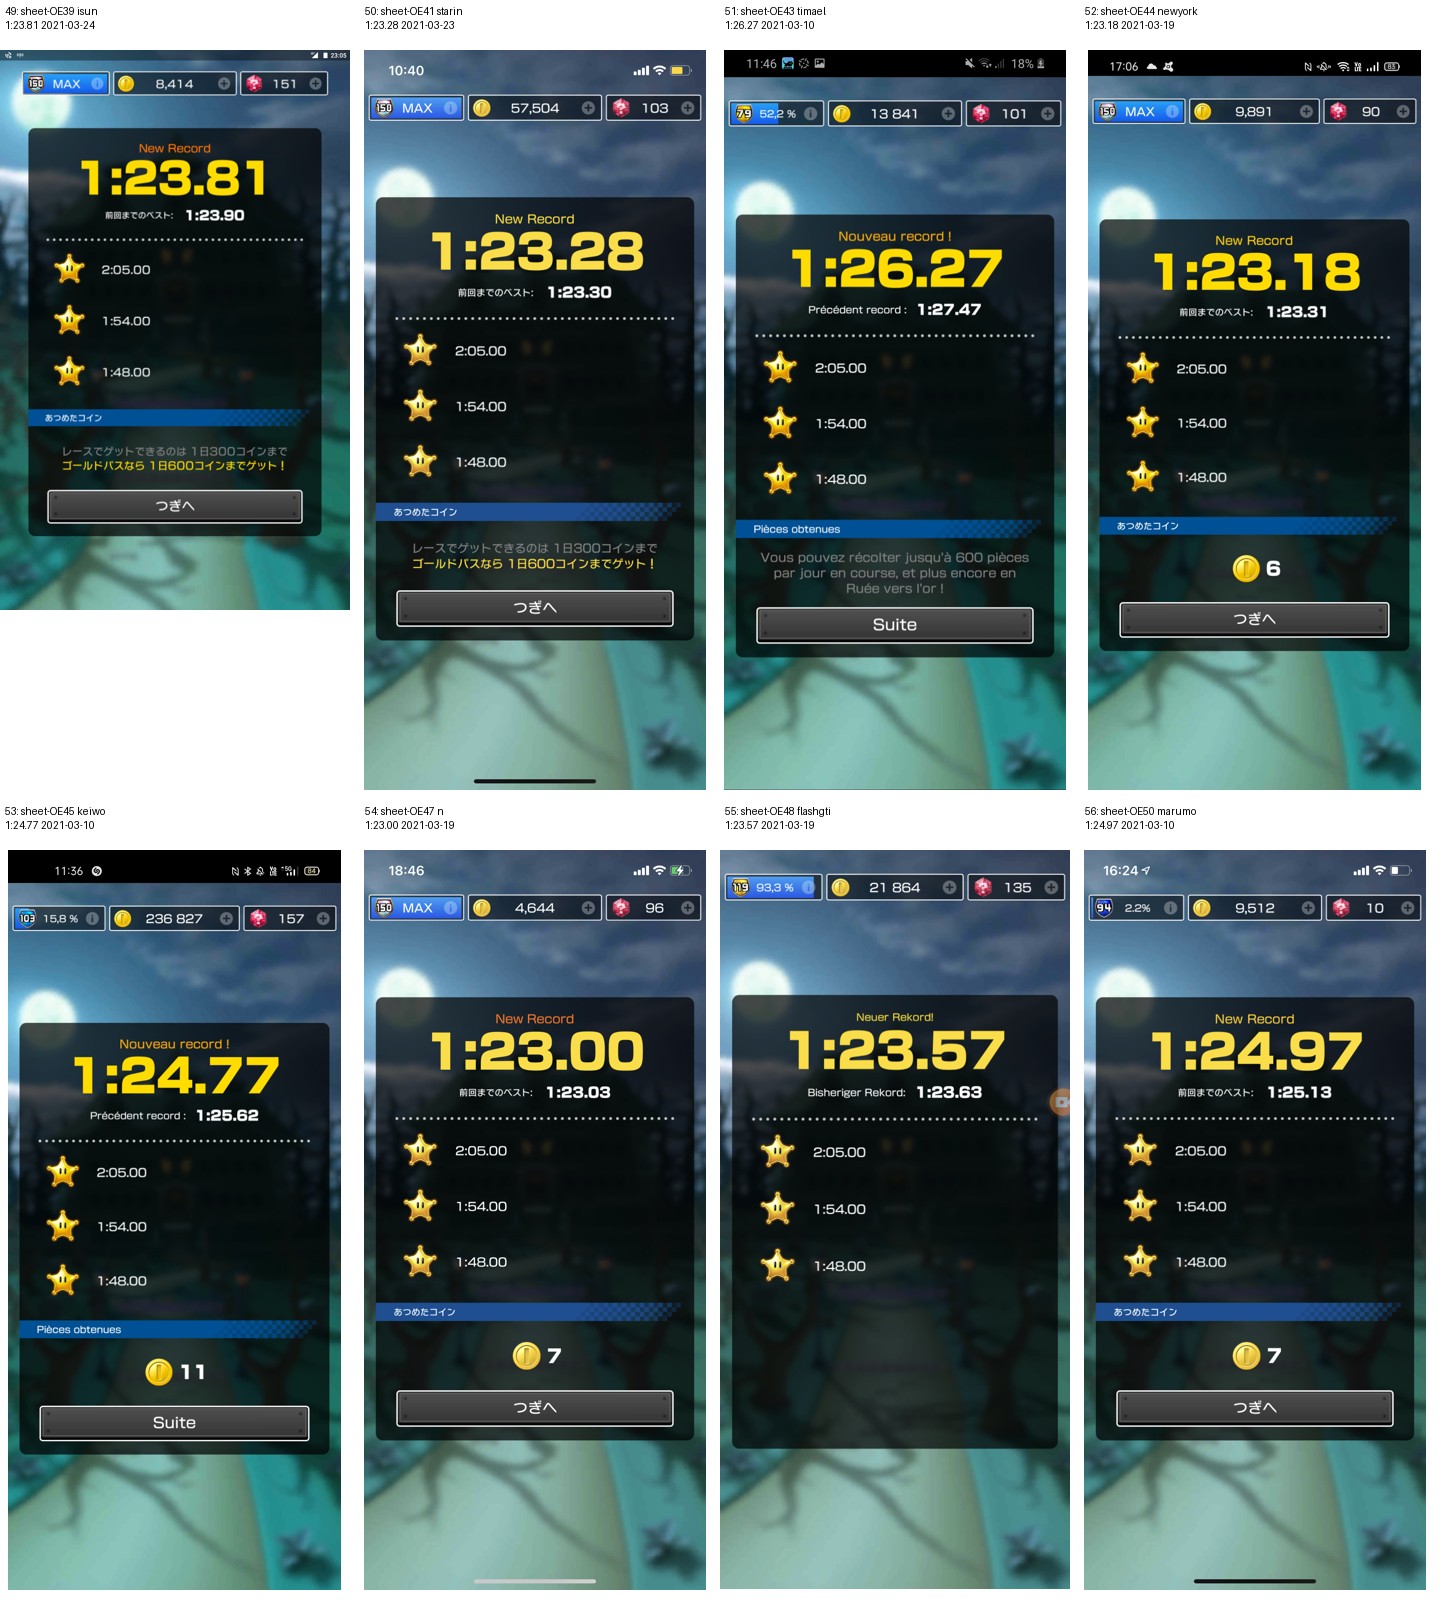 49: sheet-OE39 isun
1:23.81 2021-03-24
23:05
150 MAX 8,414 151
New Record
1:23.81
前回までのベスト: 1:23.90
2:05.00
1:54.00
1:48.00
あつめたコイン
レースでゲットできるのは 1日300コインまで
ゴールドパスなら 1日600コインまでゲット！
つぎへ
50: sheet-OE41 starin
1:23.28 2021-03-23
10:40
150 MAX 57,504 103
New Record
1:23.28
前回までのベスト: 1:23.30
2:05.00
1:54.00
1:48.00
あつめたコイン
レースでゲットできるのは 1日300コインまで
ゴールドパスなら 1日600コインまでゲット！
つぎへ
51: sheet-OE43 timael
1:26.27 2021-03-10
11:46 18%
79 52,2 % 13 841 101
Nouveau record !
1:26.27
Précédent record : 1:27.47
2:05.00
1:54.00
1:48.00
Pièces obtenues
Vous pouvez récolter jusqu'à 600 pièces
par jour en course, et plus encore en
Ruée vers l'or !
Suite
52: sheet-OE44 newyork
1:23.18 2021-03-19
17:06 83
150 MAX 9,891 90
New Record
1:23.18
前回までのベスト: 1:23.31
2:05.00
1:54.00
1:48.00
あつめたコイン
6
つぎへ
53: sheet-OE45 keiwo
1:24.77 2021-03-10
11:36 84
103 15,8 % 236 827 157
Nouveau record !
1:24.77
Précédent record : 1:25.62
2:05.00
1:54.00
1:48.00
Pièces obtenues
11
Suite
54: sheet-OE47 n
1:23.00 2021-03-19
18:46
150 MAX 4,644 96
New Record
1:23.00
前回までのベスト: 1:23.03
2:05.00
1:54.00
1:48.00
あつめたコイン
7
つぎへ
55: sheet-OE48 flashgti
1:23.57 2021-03-19
119 93,3 % 21 864 135
Neuer Rekord!
1:23.57
Bisheriger Rekord: 1:23.63
2:05.00
1:54.00
1:48.00
56: sheet-OE50 marumo
1:24.97 2021-03-10
16:24
94 2.2% 9,512 10
New Record
1:24.97
前回までのベスト: 1:25.13
2:05.00
1:54.00
1:48.00
あつめたコイン
7
つぎへ